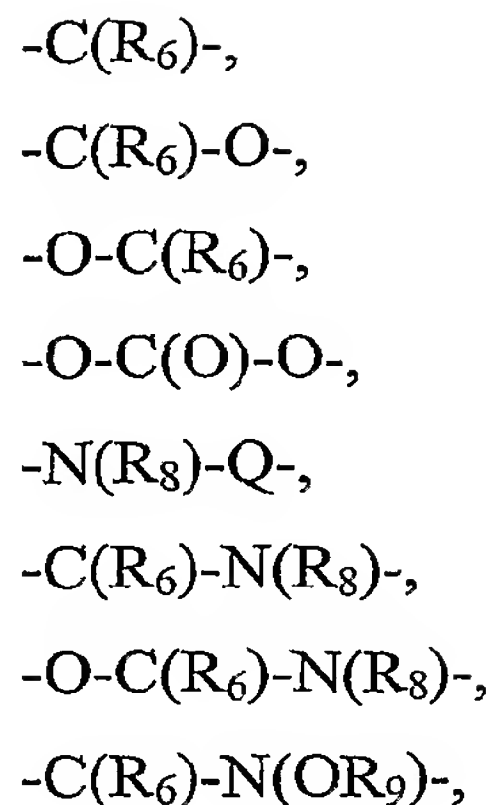 -C(R₆)-,
-C(R₆)-O-,
-O-C(R₆)-,
-O-C(O)-O-,
-N(R₈)-Q-,
-C(R₆)-N(R₈)-,
-O-C(R₆)-N(R₈)-,
-C(R₆)-N(OR₉)-,